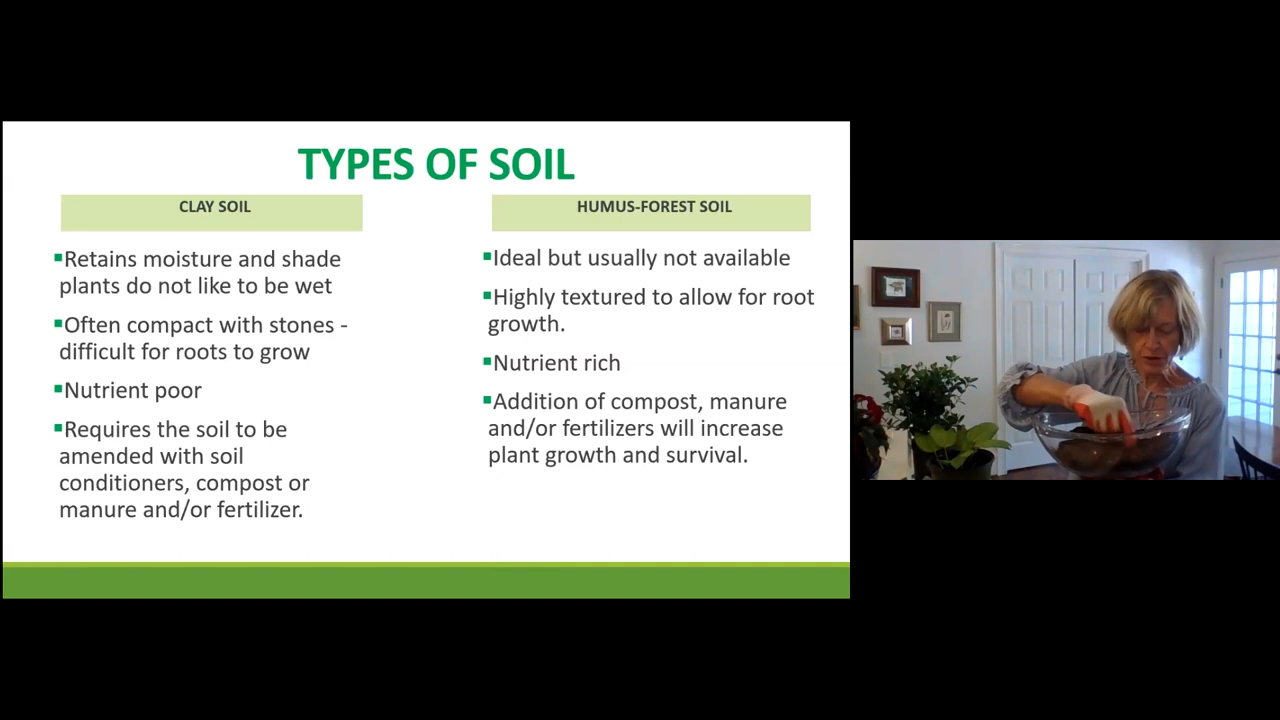 TYPES OF SOIL
CLAY SOIL
▪Retains moisture and shade
plants do not like to be wet
▪Often compact with stones -
difficult for roots to grow
▪Nutrient poor
▪Requires the soil to be
amended with soil
conditioners, compost or
manure and/or fertilizer.
HUMUS-FOREST SOIL
▪Ideal but usually not available
▪Highly textured to allow for root
growth.
▪Nutrient rich
▪Addition of compost, manure
and/or fertilizers will increase
plant growth and survival.